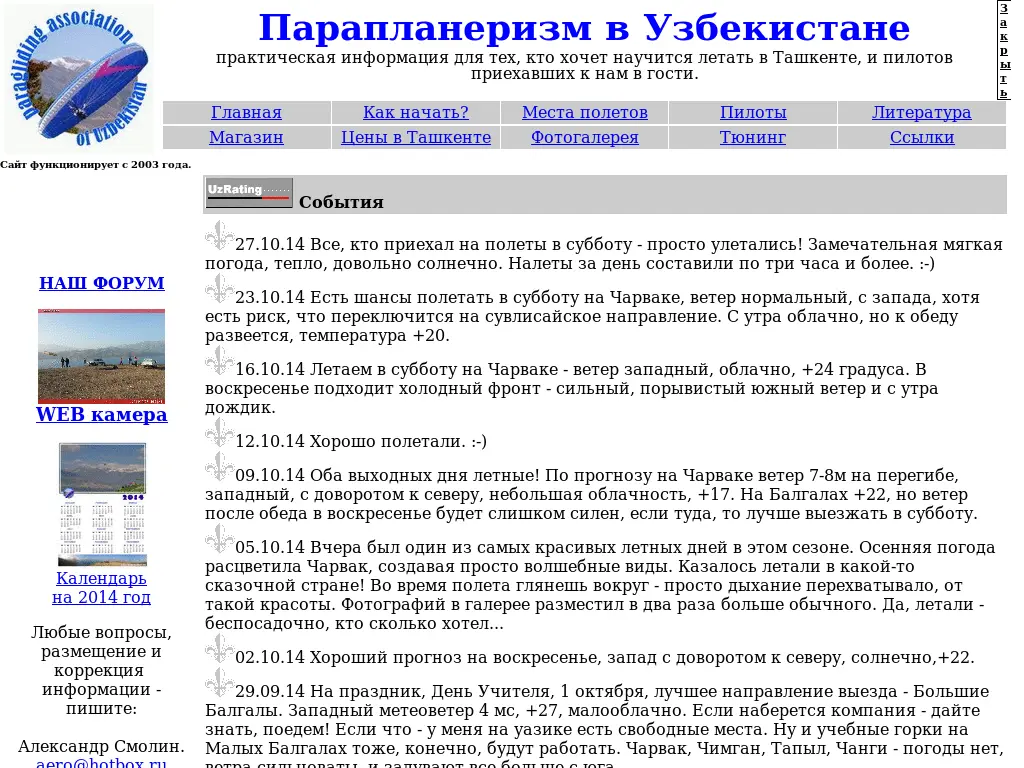 Paragliding association
of Uzbekistan
Парапланеризм в Узбекистане
практическая информация для тех, кто хочет научится летать в Ташкенте, и пилотов
приехавших к нам в гости.
Закрыть
Главная Как начать? Места полетов Пилоты Литература
Магазин Цены в Ташкенте Фотогалерея Тюнинг Ссылки
Сайт функционирует с 2003 года.
UzRating События
27.10.14 Все, кто приехал на полеты в субботу - просто улетались! Замечательная мягкая
погода, тепло, довольно солнечно. Налеты за день составили по три часа и более. :-)
23.10.14 Есть шансы полетать в субботу на Чарваке, ветер нормальный, с запада, хотя
есть риск, что переключится на сувлисайское направление. С утра облачно, но к обеду
развеется, температура +20.
16.10.14 Летаем в субботу на Чарваке - ветер западный, облачно, +24 градуса. В
воскресенье подходит холодный фронт - сильный, порывистый южный ветер и с утра
дождик.
12.10.14 Хорошо полетали. :-)
09.10.14 Оба выходных дня летные! По прогнозу на Чарваке ветер 7-8м на перегибе,
западный, с доворотом к северу, небольшая облачность, +17. На Балгалах +22, но ветер
после обеда в воскресенье будет слишком силен, если туда, то лучше выезжать в субботу.
05.10.14 Вчера был один из самых красивых летных дней в этом сезоне. Осенняя погода
расцветила Чарвак, создавая просто волшебные виды. Казалось летали в какой-то
сказочной стране! Во время полета глянешь вокруг - просто дыхание перехватывало, от
такой красоты. Фотографий в галерее разместил в два раза больше обычного. Да, летали -
беспосадочно, кто сколько хотел...
02.10.14 Хороший прогноз на воскресенье, запад с доворотом к северу, солнечно,+22.
29.09.14 На праздник, День Учителя, 1 октября, лучшее направление выезда - Большие
Балгалы. Западный метеоветер 4 мс, +27, малооблачно. Если наберется компания - дайте
знать, поедем! Если что - у меня на уазике есть свободные места. Ну и учебные горки на
Малых Балгалах тоже, конечно, будут работать. Чарвак, Чимган, Тапыл, Чанги - погоды нет,
ветра сильноваты, и задувают все больше с юга.
НАШ ФОРУМ
WEB камера
2014
Календарь
на 2014 год
Любые вопросы,
размещение и
коррекция
информации -
пишите:
Александр Смолин.
aero@hotbox.ru